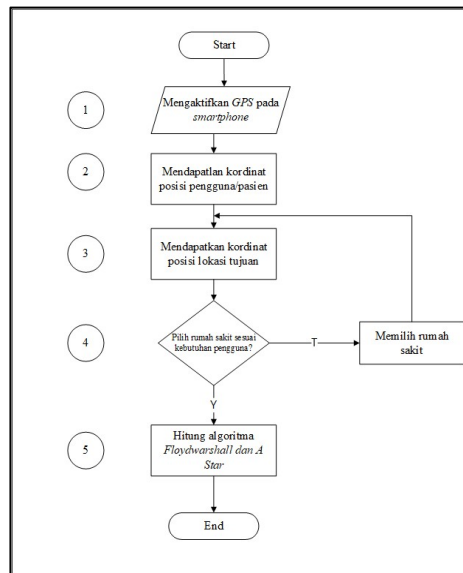 Start
1
Mengaktifkan GPS pada
smartphone
2
Mendapatlan kordinat
posisi pengguna/pasien
3
Mendapatkan kordinat
posisi lokasi tujuan
4
Pilih rumah sakit sesuai
kebutuhan pengguna?
T
Memilih rumah
sakit
Y
5
Hitung algoritma
Floydwarshall dan A
Star
End